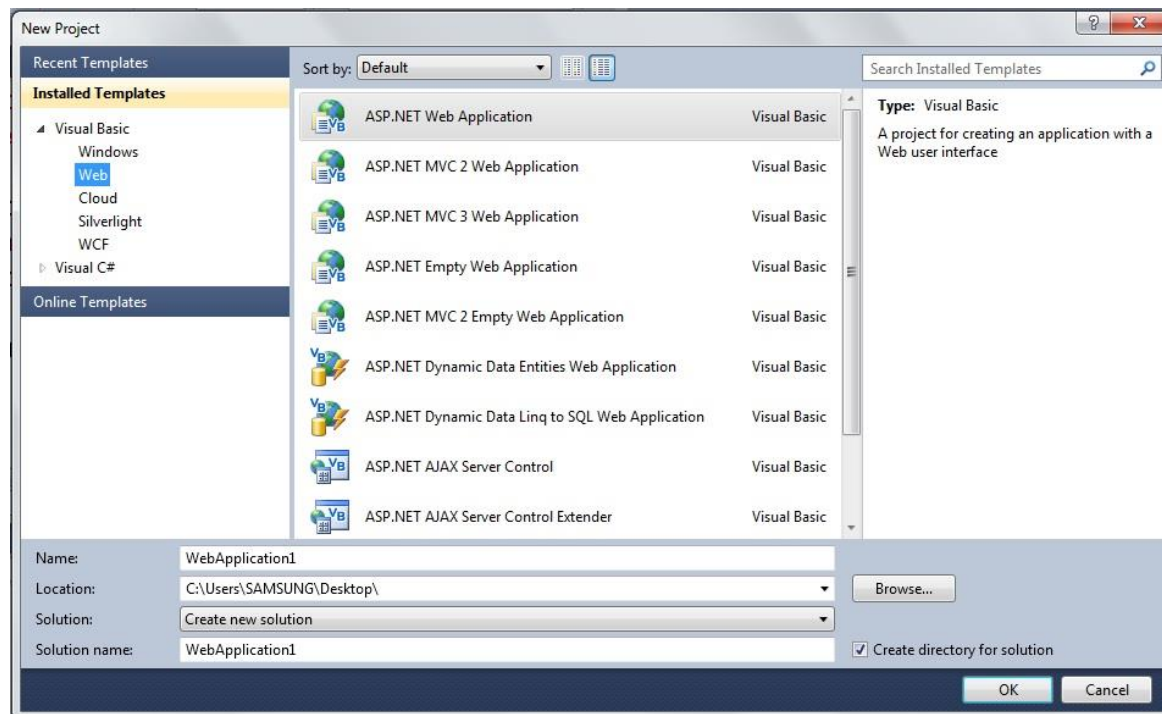 New Project
Recent Templates
Installed Templates
Visual Basic
Windows
Web
Cloud
Silverlight
WCF
Visual C#
Online Templates
Sort by: Default
ASP.NET Web Application Visual Basic
ASP.NET MVC 2 Web Application Visual Basic
ASP.NET MVC 3 Web Application Visual Basic
ASP.NET Empty Web Application Visual Basic
ASP.NET MVC 2 Empty Web Application Visual Basic
ASP.NET Dynamic Data Entities Web Application Visual Basic
ASP.NET Dynamic Data Linq to SQL Web Application Visual Basic
ASP.NET AJAX Server Control Visual Basic
ASP.NET AJAX Server Control Extender Visual Basic
Search Installed Templates
Type: Visual Basic
A project for creating an application with a
Web user interface
Name: WebApplication1
Location: C:\Users\SAMSUNG\Desktop\
Browse...
Solution: Create new solution
Solution name: WebApplication1
Create directory for solution
OK Cancel